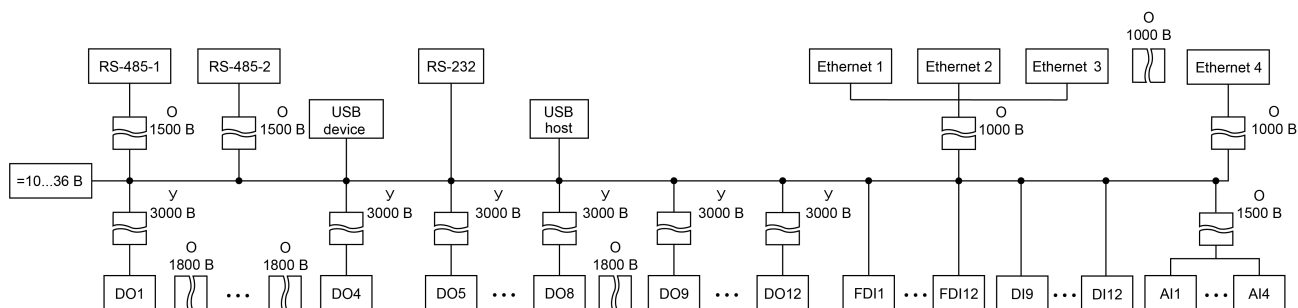 О
1000 В
RS-485-1
RS-485-2
RS-232
Ethernet 1
Ethernet 2
Ethernet 3
Ethernet 4
О
1500 В
О
1500 В
USB
device
USB
host
О
1000 В
О
1000 В
=10...36 В
У
3000 В
У
3000 В
У
3000 В
У
3000 В
У
3000 В
У
3000 В
О
1500 В
О
1800 В
О
1800 В
О
1800 В
DO1
...
DO4
DO5
...
DO8
DO9
...
DO12
FDI1
...
FDI12
DI9
...
DI12
AI1
...
AI4